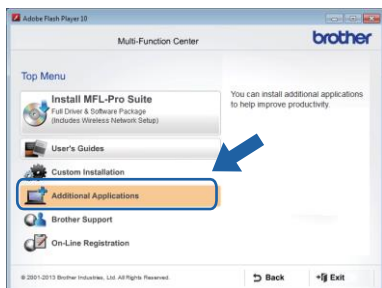 Adobe Flash Player 10
Multi-Function Center
brother
Top Menu
Install MFL-Pro Suite
Full Driver & Software Package
(Includes Wireless Network Setup)
You can install additional applications
to help improve productivity.
User's Guides
Custom Installation
Additional Applications
Brother Support
On-Line Registration
© 2001-2013 Brother Industries, Ltd. All Rights Reserved.
Back
Exit